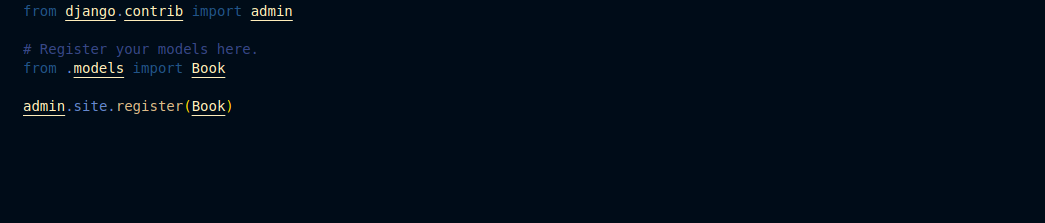 from django.contrib import admin
# Register your models here.
from .models import Book
admin.site.register(Book)